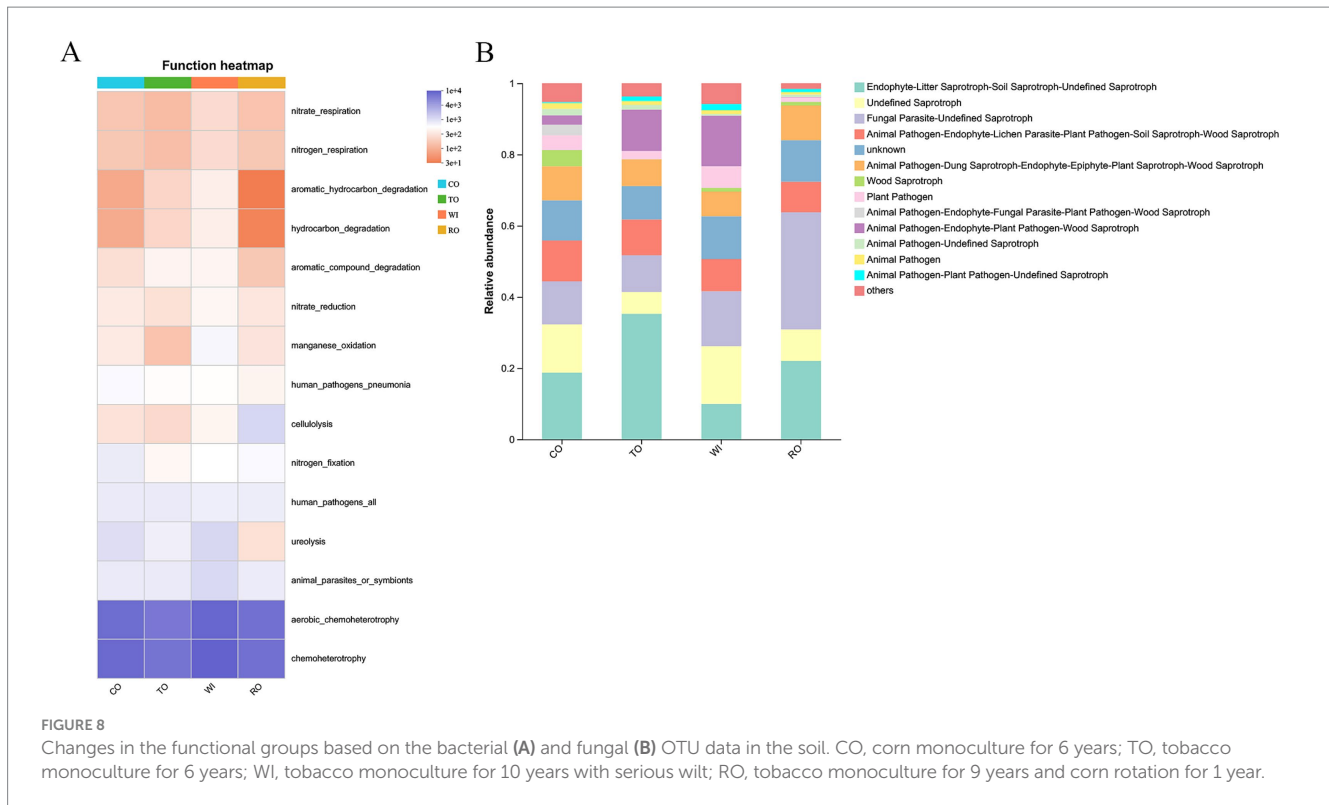 A
Function heatmap
1e+4
4e+3
1e+3
3e+2
1e+2
3e+1
CO
TO
WI
RO
nitrate_respiration
nitrogen_respiration
aromatic_hydrocarbon_degradation
hydrocarbon_degradation
aromatic_compound_degradation
nitrate_reduction
manganese_oxidation
human_pathogens_pneumonia
cellulolysis
nitrogen_fixation
human_pathogens_all
ureolysis
animal_parasites_or_symbionts
aerobic_chemoheterotrophy
chemoheterotrophy
CO TO WI RO
B
Relative abundance
1
0.8
0.6
0.4
0.2
0
CO TO WI RO
Endophyte-Litter Saprotroph-Soil Saprotroph-Undefined Saprotroph
Undefined Saprotroph
Fungal Parasite-Undefined Saprotroph
Animal Pathogen-Endophyte-Lichen Parasite-Plant Pathogen-Soil Saprotroph-Wood Saprotroph
unknown
Animal Pathogen-Dung Saprotroph-Endophyte-Epiphyte-Plant Saprotroph-Wood Saprotroph
Wood Saprotroph
Plant Pathogen
Animal Pathogen-Endophyte-Fungal Parasite-Plant Pathogen-Wood Saprotroph
Animal Pathogen-Endophyte-Plant Pathogen-Wood Saprotroph
Animal Pathogen-Undefined Saprotroph
Animal Pathogen
Animal Pathogen-Plant Pathogen-Undefined Saprotroph
others
FIGURE 8
Changes in the functional groups based on the bacterial (A) and fungal (B) OTU data in the soil. CO, corn monoculture for 6 years; TO, tobacco
monoculture for 6 years; WI, tobacco monoculture for 10 years with serious wilt; RO, tobacco monoculture for 9 years and corn rotation for 1 year.